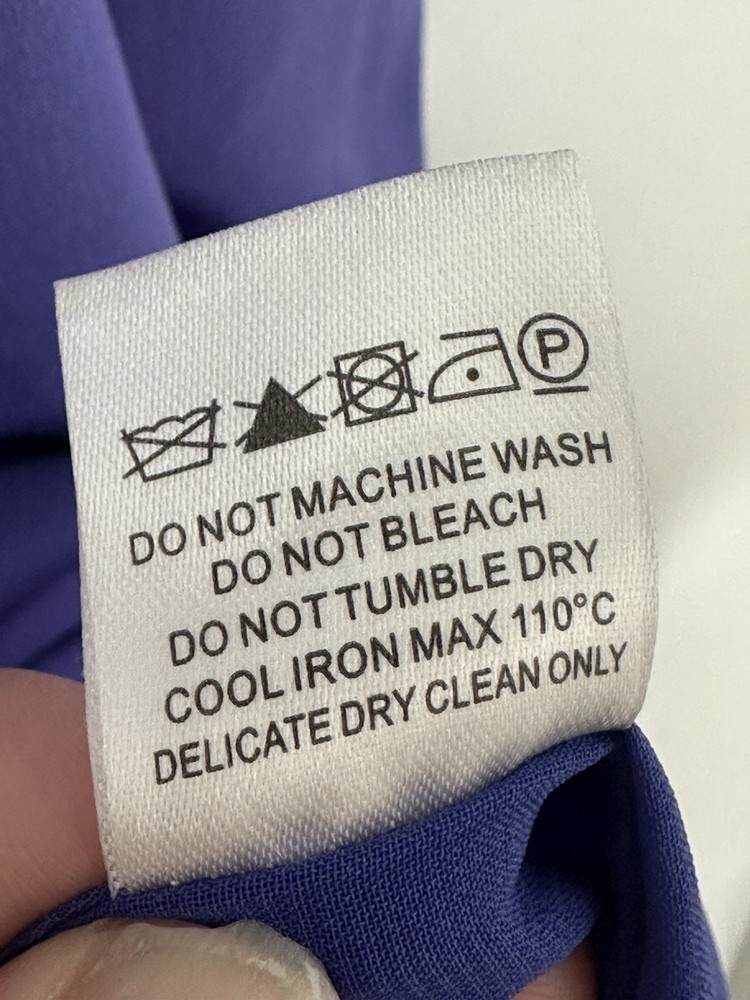 P
DO NOT MACHINE WASH
DO NOT BLEACH
DO NOT TUMBLE DRY
COOL IRON MAX 110°C
DELICATE DRY CLEAN ONLY